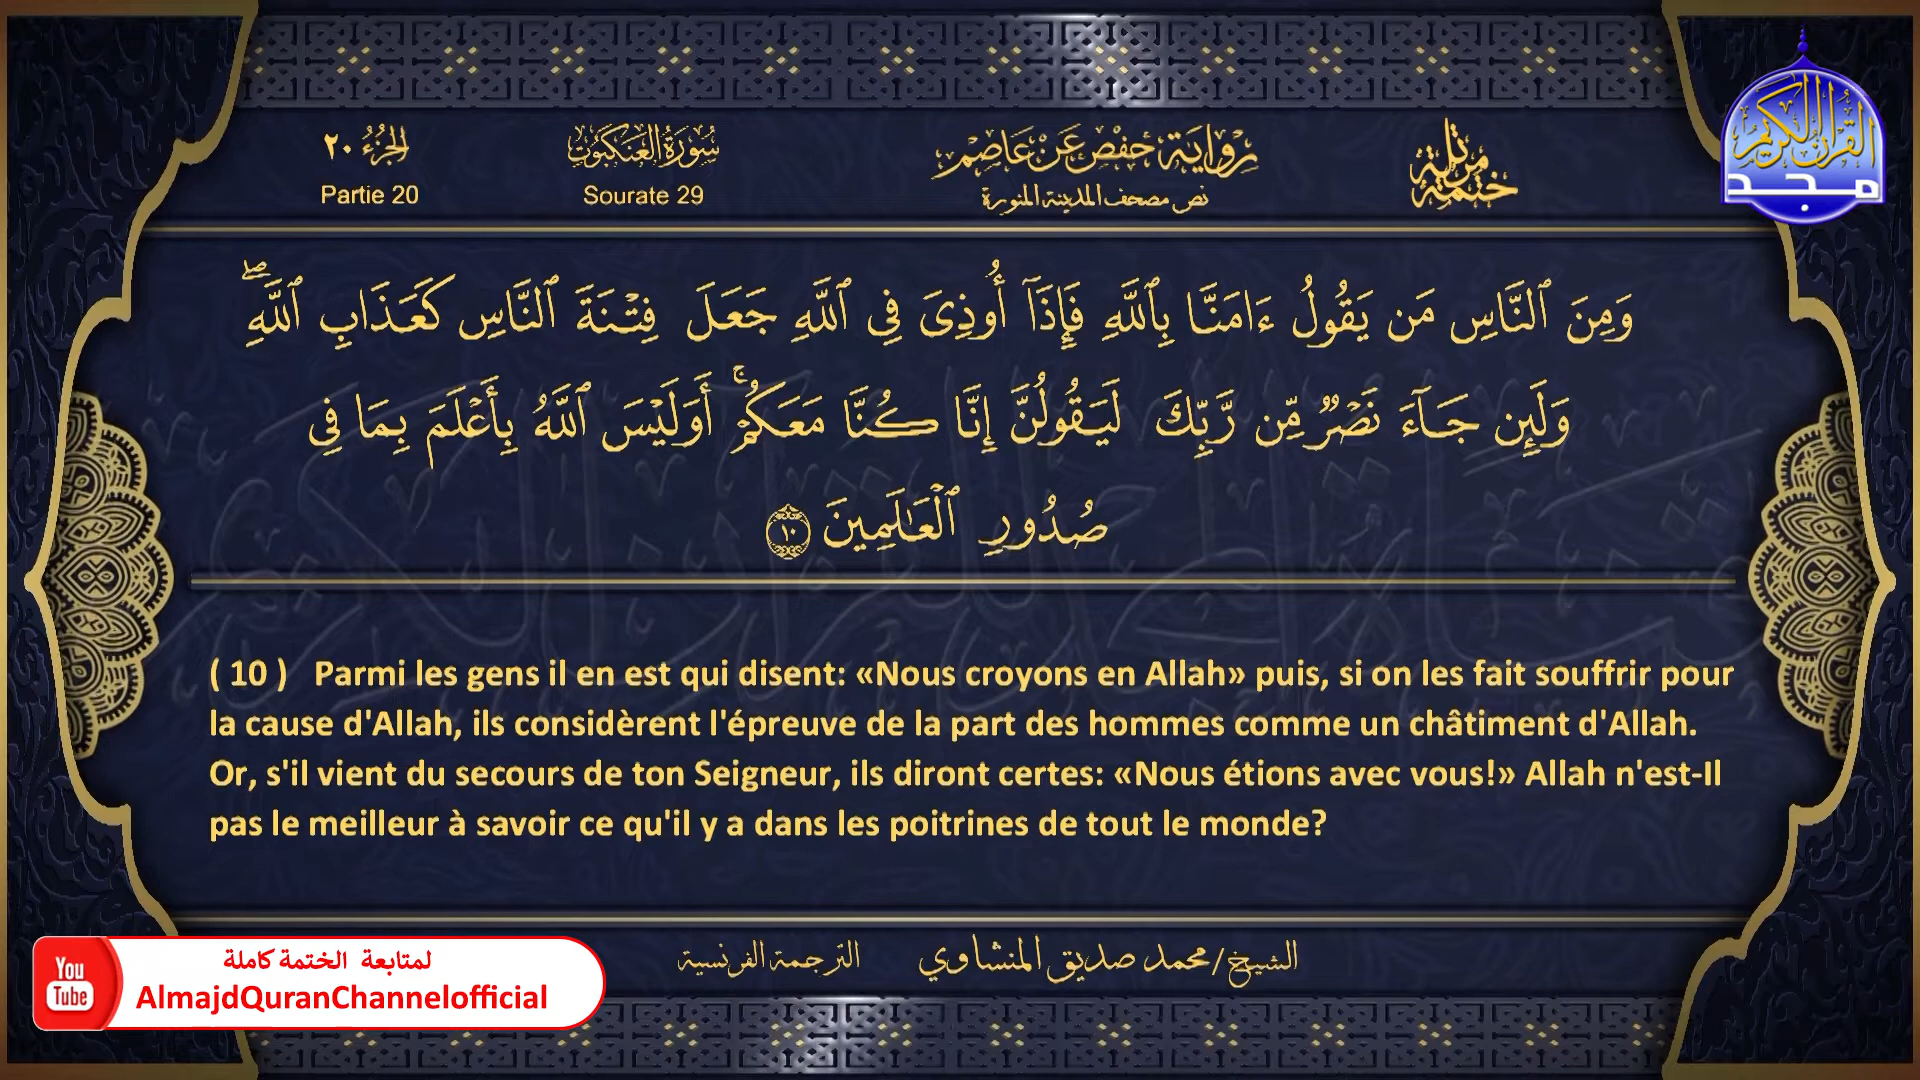 ختمة مرتلة
رواية حفص عن عاصم
نص مصحف المدينة المنورة
سورة العنكبوت
Sourate 29
الجزء ٢٠
Partie 20
القرآن الكريم
مجد
وَمِنَ ٱلنَّاسِ مَن يَقُولُ ءَامَنَّا بِٱللَّهِ فَإِذَآ أُوذِىَ فِى ٱللَّهِ جَعَلَ فِتْنَةَ ٱلنَّاسِ كَعَذَابِ ٱللَّهِۖ
وَلَئِن جَآءَ نَصْرٌ مِّن رَّبِّكَ لَيَقُولُنَّ إِنَّا كُنَّا مَعَكُمْۚ أَوَلَيْسَ ٱللَّهُ بِأَعْلَمَ بِمَا فِى
صُدُورِ ٱلْعَٰلَمِينَ ١٠
( 10 ) Parmi les gens il en est qui disent: «Nous croyons en Allah» puis, si on les fait souffrir pour
la cause d'Allah, ils considèrent l'épreuve de la part des hommes comme un châtiment d'Allah.
Or, s'il vient du secours de ton Seigneur, ils diront certes: «Nous étions avec vous!» Allah n'est-Il
pas le meilleur à savoir ce qu'il y a dans les poitrines de tout le monde?
الشيخ/محمد صديق المنشاوي
الترجمة الفرنسية
You
Tube
لمتابعة الختمة كاملة
AlmajdQuranChannelofficial